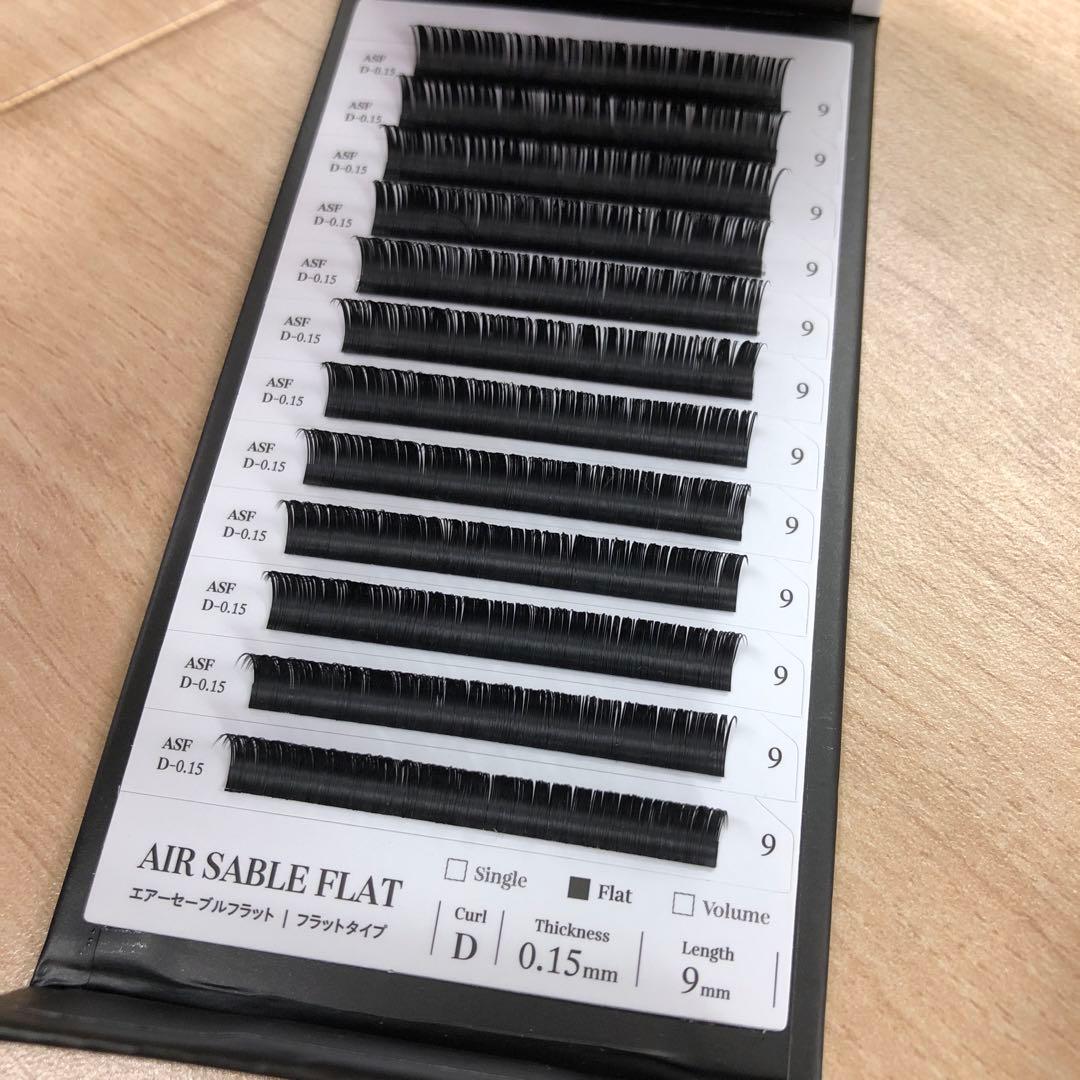 ASF
D-0.15
9
ASF
D-0.15
9
ASF
D-0.15
9
ASF
D-0.15
9
ASF
D-0.15
9
ASF
D-0.15
9
ASF
D-0.15
9
ASF
D-0.15
9
ASF
D-0.15
9
ASF
D-0.15
9
ASF
D-0.15
9
ASF
D-0.15
9
AIR SABLE FLAT
エアーセーブルフラット | フラットタイプ
Single
Flat
Volume
Curl
D
Thickness
0.15mm
Length
9mm